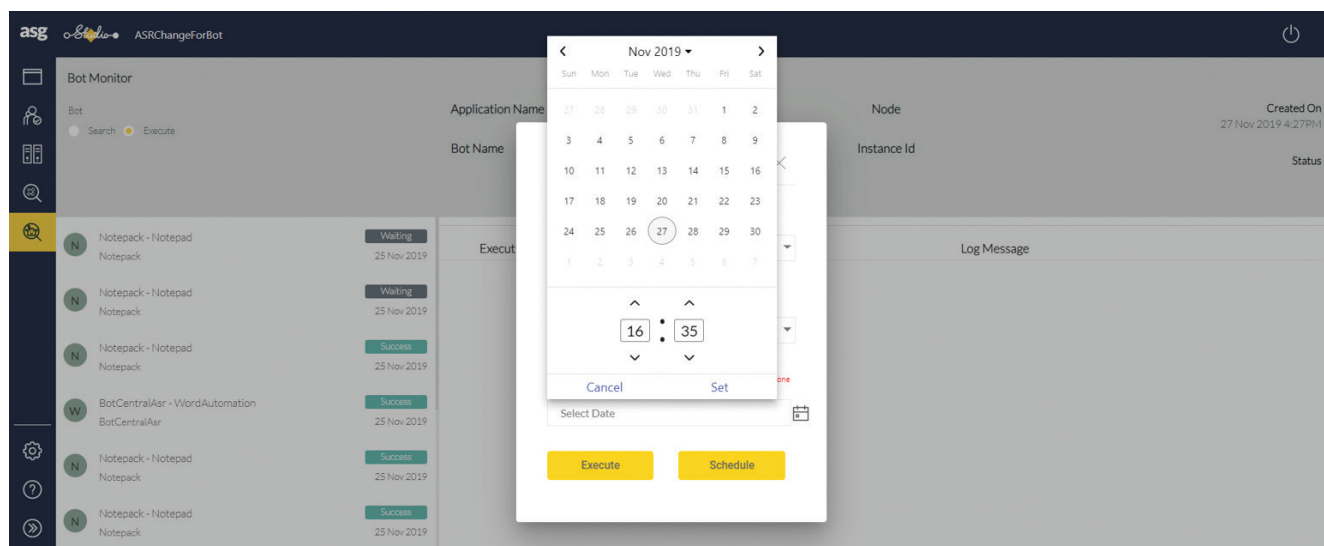 asg Studio ASRChangeForBot
Bot Monitor
Bot
Search Execute
Application Name
Node
Created On
27 Nov 2019 4:27PM
Bot Name
Instance Id
Status
Nov 2019
Sun Mon Tue Wed Thu Fri Sat
27 28 29 30 31 1 2
3 4 5 6 7 8 9
10 11 12 13 14 15 16
17 18 19 20 21 22 23
24 25 26 27 28 29 30
1 2 3 4 5 6 7
16 : 35
Cancel Set
one
Select Date
Execute Schedule
Execut
Log Message
N Notepack - Notepad Waiting
Notepack 25 Nov 2019
N Notepack - Notepad Waiting
Notepack 25 Nov 2019
N Notepack - Notepad Success
Notepack 25 Nov 2019
W BotCentralAsr - WordAutomation Success
BotCentralAsr 25 Nov 2019
N Notepack - Notepad Success
Notepack 25 Nov 2019
N Notepack - Notepad Success
Notepack 25 Nov 2019